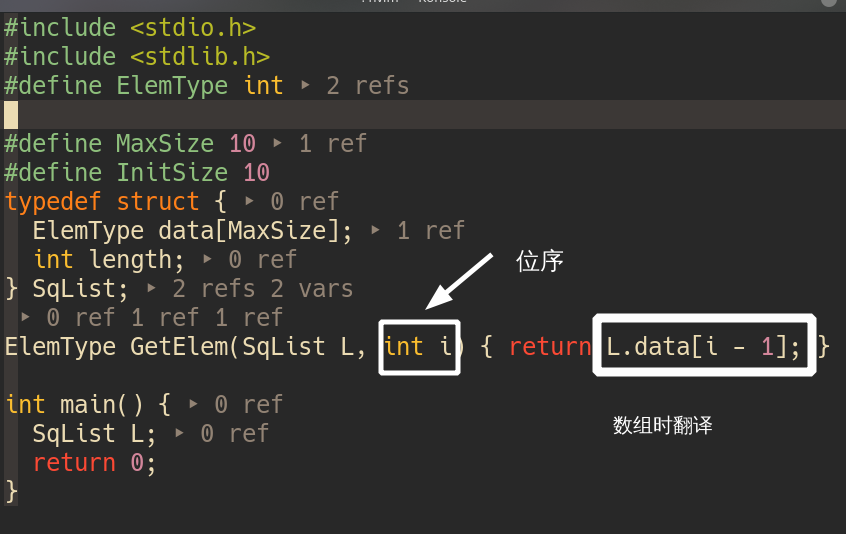 #include <stdio.h>
#include <stdlib.h>
#define ElemType int ▸ 2 refs
#define MaxSize 10 ▸ 1 ref
#define InitSize 10
typedef struct { ▸ 0 ref
ElemType data[MaxSize]; ▸ 1 ref
int length; ▸ 0 ref
} SqList; ▸ 2 refs 2 vars
位序
▸ 0 ref 1 ref 1 ref
ElemType GetElem(SqList L, int i) { return L.data[i - 1]; }
int main() { ▸ 0 ref
数组时翻译
SqList L; ▸ 0 ref
return 0;
}